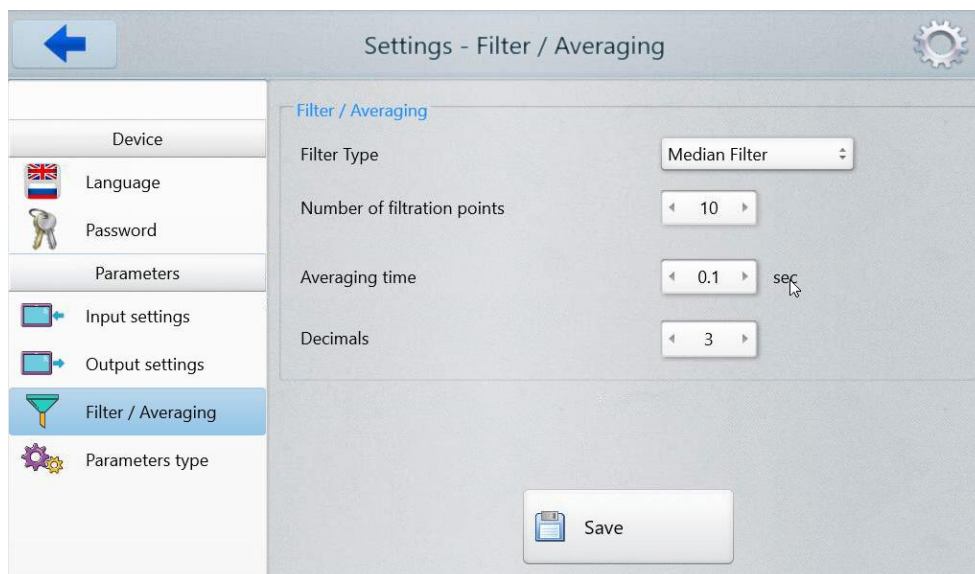 Settings - Filter / Averaging
Device
Language
Password
Parameters
Input settings
Output settings
Filter / Averaging
Parameters type
Filter / Averaging
Filter Type
Median Filter
Number of filtration points
10
Averaging time
0.1
sec
Decimals
3
Save